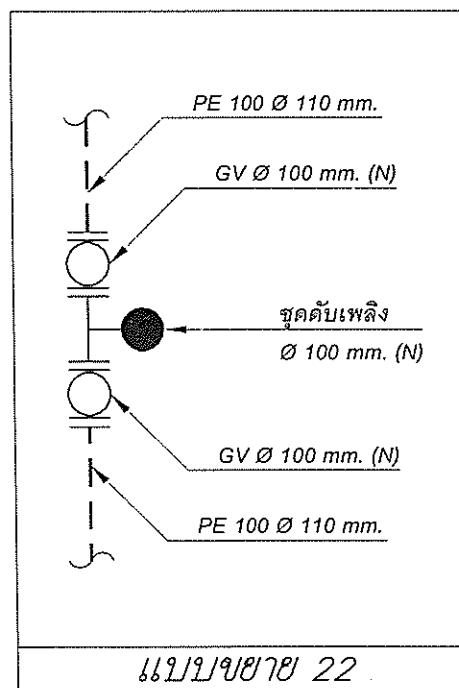 PE 100 Ø 110 mm.
GV Ø 100 mm. (N)
ชุดดับเพลิง
Ø 100 mm. (N)
GV Ø 100 mm. (N)
PE 100 Ø 110 mm.
แบบขยาย 22